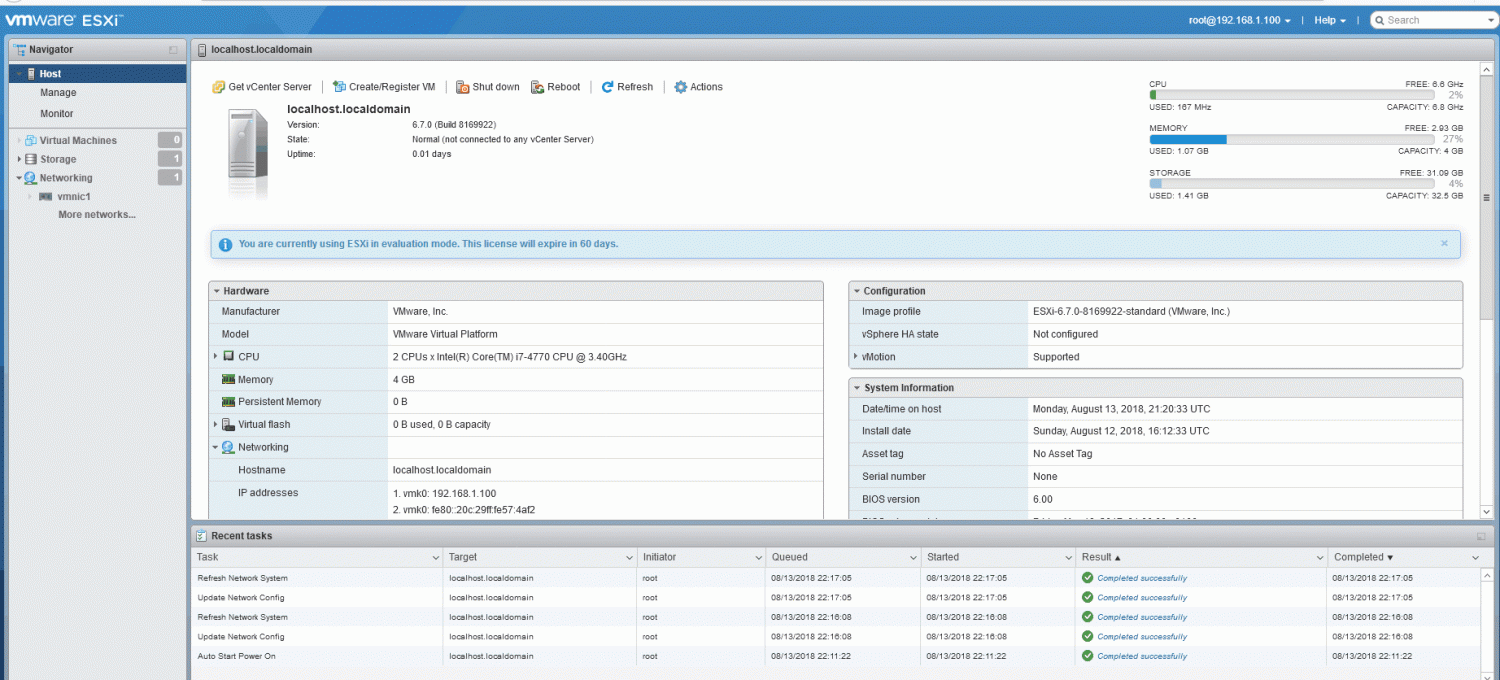 vmware ESXi™
root@192.168.1.100 | Help | Search
Navigator
Host
Manage
Monitor
Virtual Machines 0
Storage 1
Networking 1
vmnic1
More networks...
localhost.localdomain
Get vCenter Server | Create/Register VM | Shut down Reboot | Refresh | Actions
localhost.localdomain
Version: 6.7.0 (Build 8169922)
State: Normal (not connected to any vCenter Server)
Uptime: 0.01 days
CPU FREE: 6.6 GHz
2%
USED: 167 MHz CAPACITY: 6.8 GHz
MEMORY FREE: 2.93 GB
27%
USED: 1.07 GB CAPACITY: 4 GB
STORAGE FREE: 31.09 GB
4%
USED: 1.41 GB CAPACITY: 32.5 GB
You are currently using ESXi in evaluation mode. This license will expire in 60 days.
Hardware
Manufacturer VMware, Inc.
Model VMware Virtual Platform
CPU 2 CPUs x Intel(R) Core(TM) i7-4770 CPU @ 3.40GHz
Memory 4 GB
Persistent Memory 0 B
Virtual flash 0 B used, 0 B capacity
Networking
Hostname localhost.localdomain
IP addresses 1. vmk0: 192.168.1.100
2. vmk0: fe80::20c:29ff:fe57:4af2
Configuration
Image profile ESXi-6.7.0-8169922-standard (VMware, Inc.)
vSphere HA state Not configured
vMotion Supported
System Information
Date/time on host Monday, August 13, 2018, 21:20:33 UTC
Install date Sunday, August 12, 2018, 16:12:33 UTC
Asset tag No Asset Tag
Serial number None
BIOS version 6.00
Recent tasks
Task Target Initiator Queued Started Result Completed
Refresh Network System localhost.localdomain root 08/13/2018 22:17:05 08/13/2018 22:17:05 Completed successfully 08/13/2018 22:17:05
Update Network Config localhost.localdomain root 08/13/2018 22:17:05 08/13/2018 22:17:05 Completed successfully 08/13/2018 22:17:05
Refresh Network System localhost.localdomain root 08/13/2018 22:16:08 08/13/2018 22:16:08 Completed successfully 08/13/2018 22:16:08
Update Network Config localhost.localdomain root 08/13/2018 22:16:08 08/13/2018 22:16:08 Completed successfully 08/13/2018 22:16:08
Auto Start Power On localhost.localdomain root 08/13/2018 22:11:22 08/13/2018 22:11:22 Completed successfully 08/13/2018 22:11:22